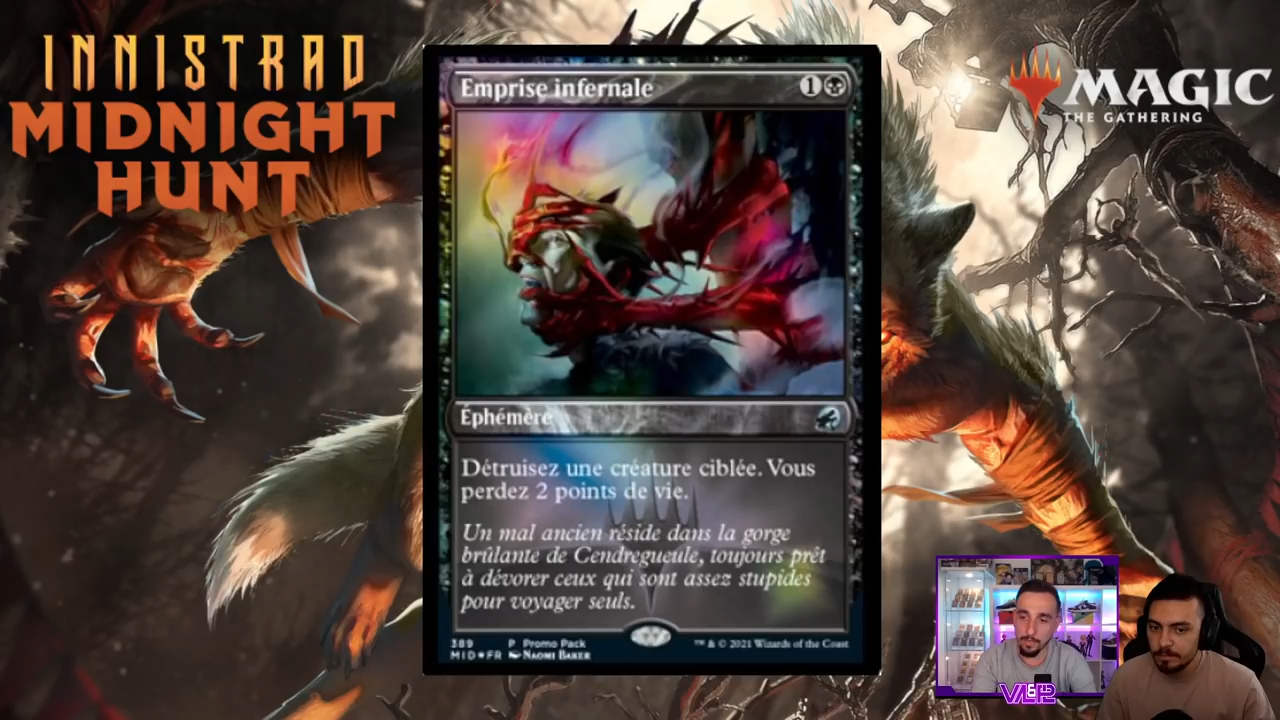 INNISTRAD
MIDNIGHT
HUNT
MAGIC
THE GATHERING
Emprise infernale
1
Éphémère
Détruisez une créature ciblée. Vous
perdez 2 points de vie.
Un mal ancien réside dans la gorge
brûlante de Cendregueule, toujours prêt
à dévorer ceux qui sont assez stupides
pour voyager seuls.
389 P Promo Pack
MID★FR NAOMI BAKER
™ & © 2021 Wizards of the Coast